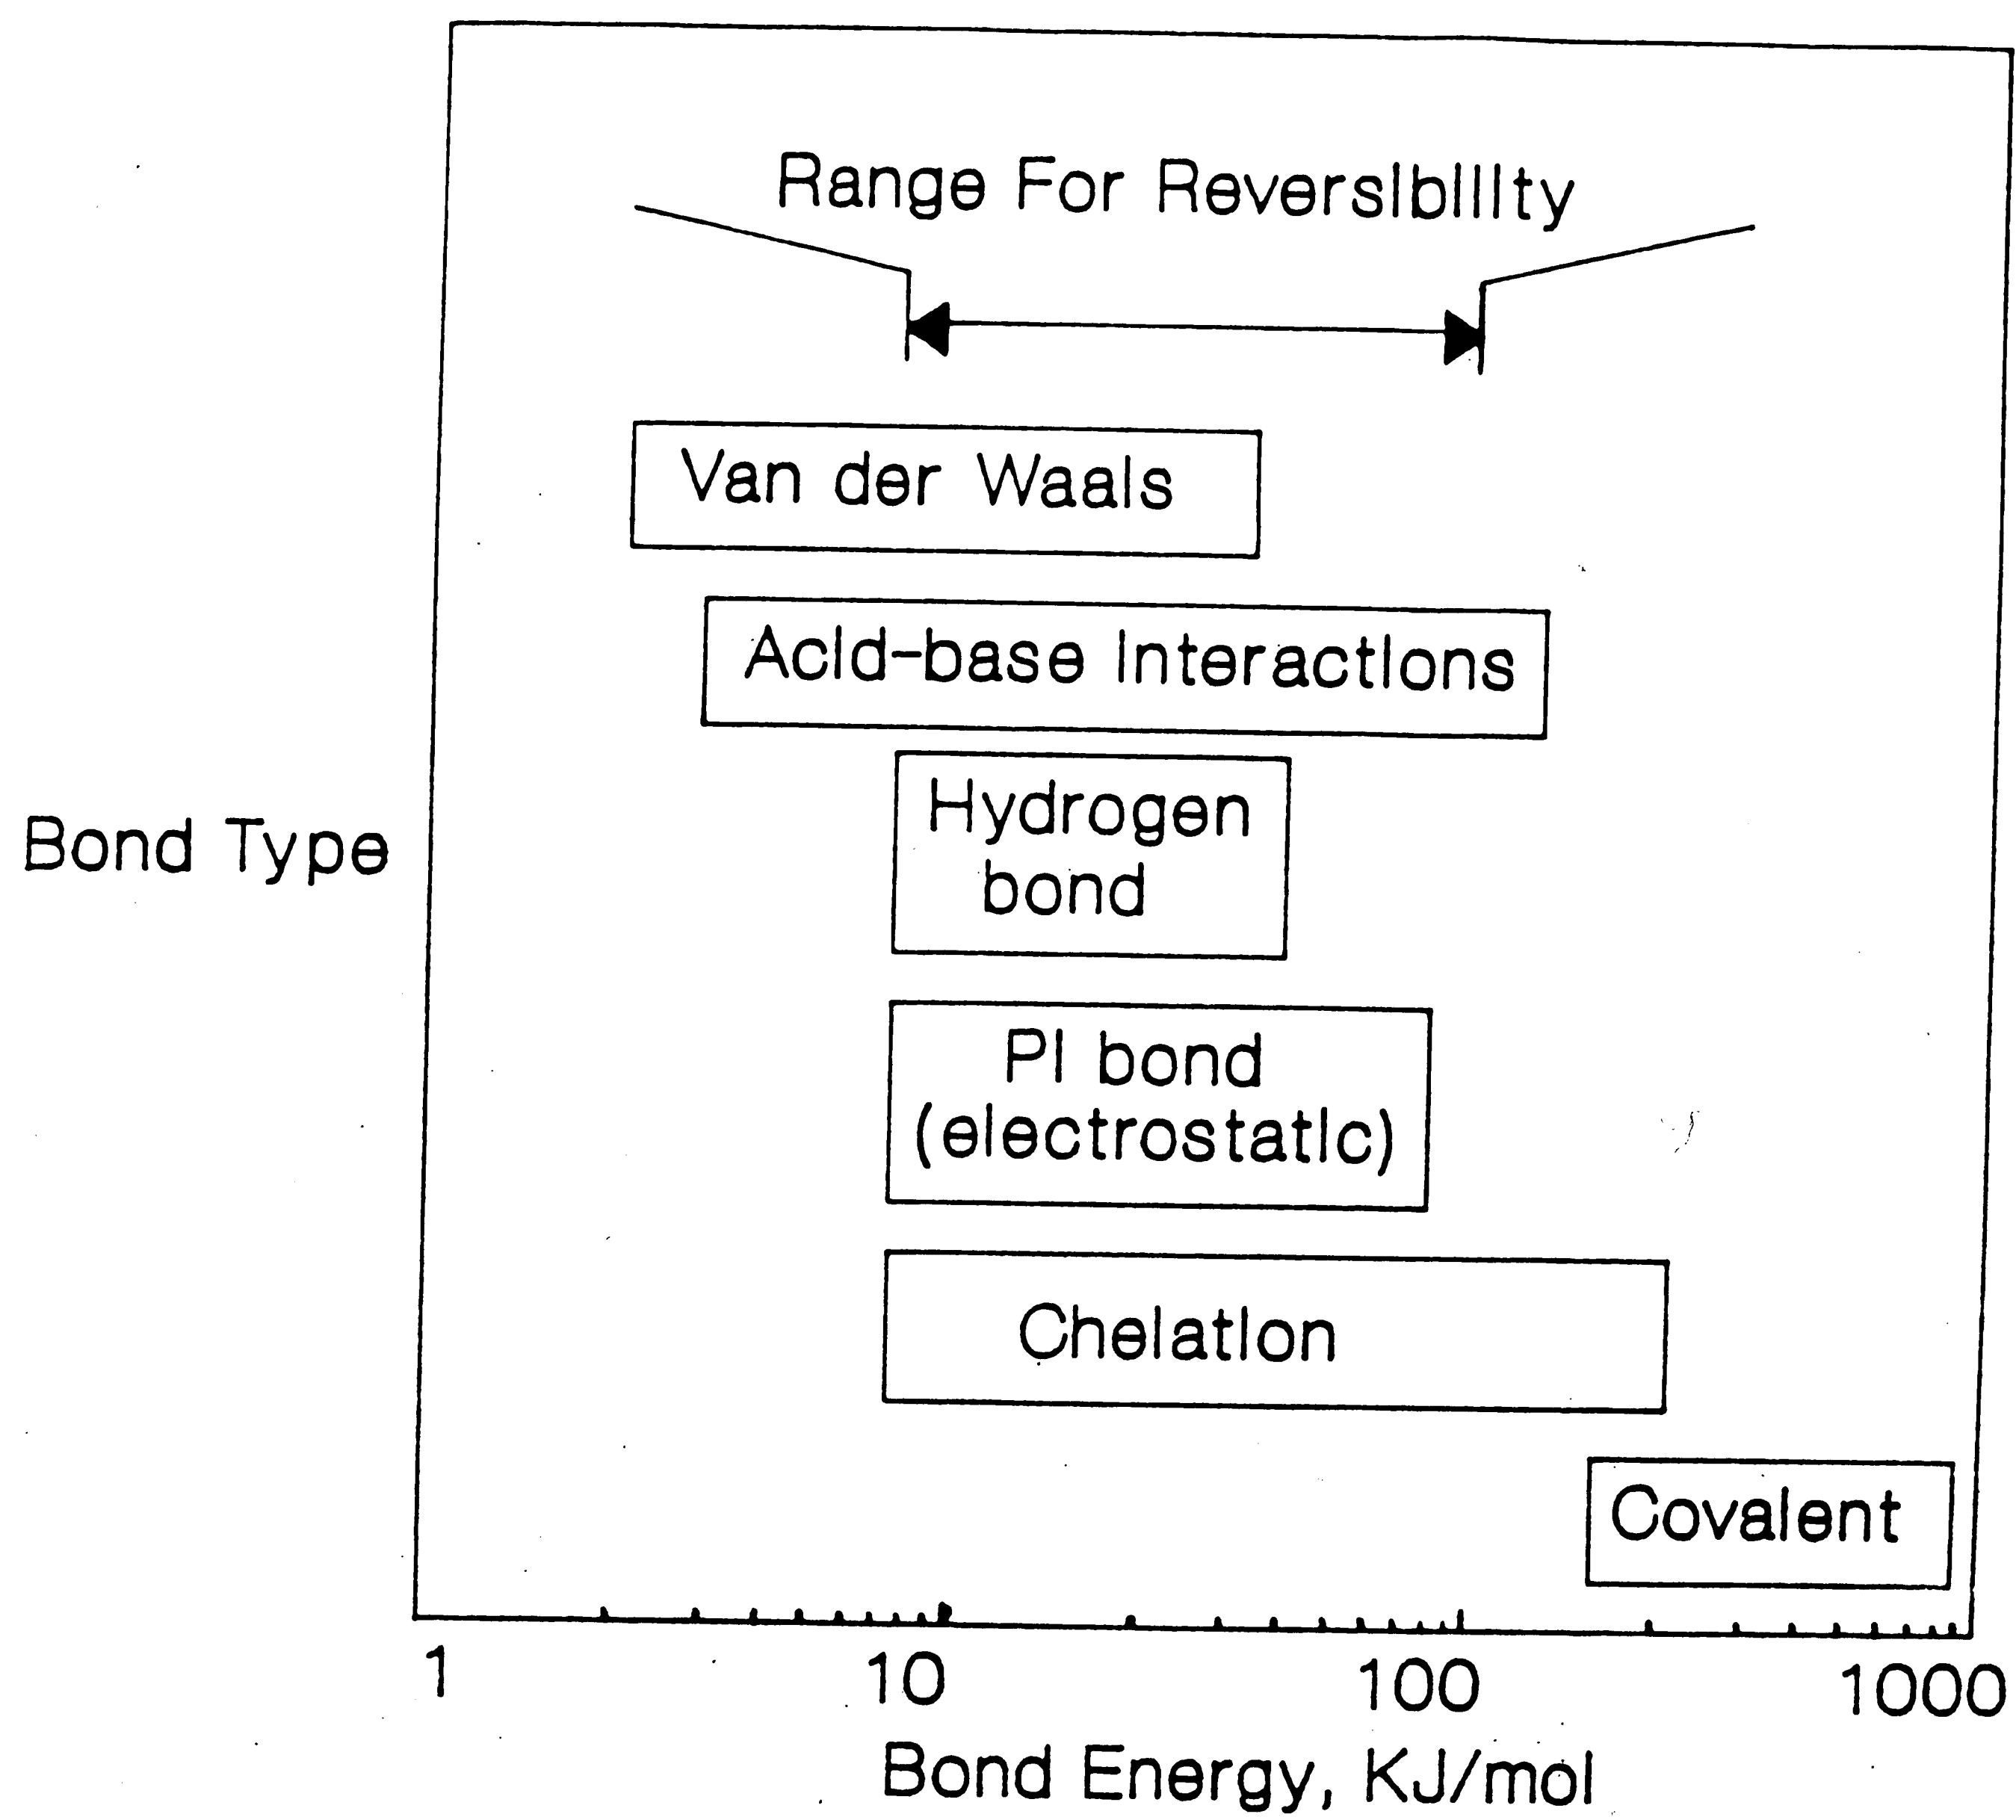 Range For Reversibility
Van der Waals
Acid-base Interactions
Hydrogen
bond
Bond Type
PI bond
(electrostatic)
Chelation
Covalent
1 10 100 1000
Bond Energy, KJ/mol